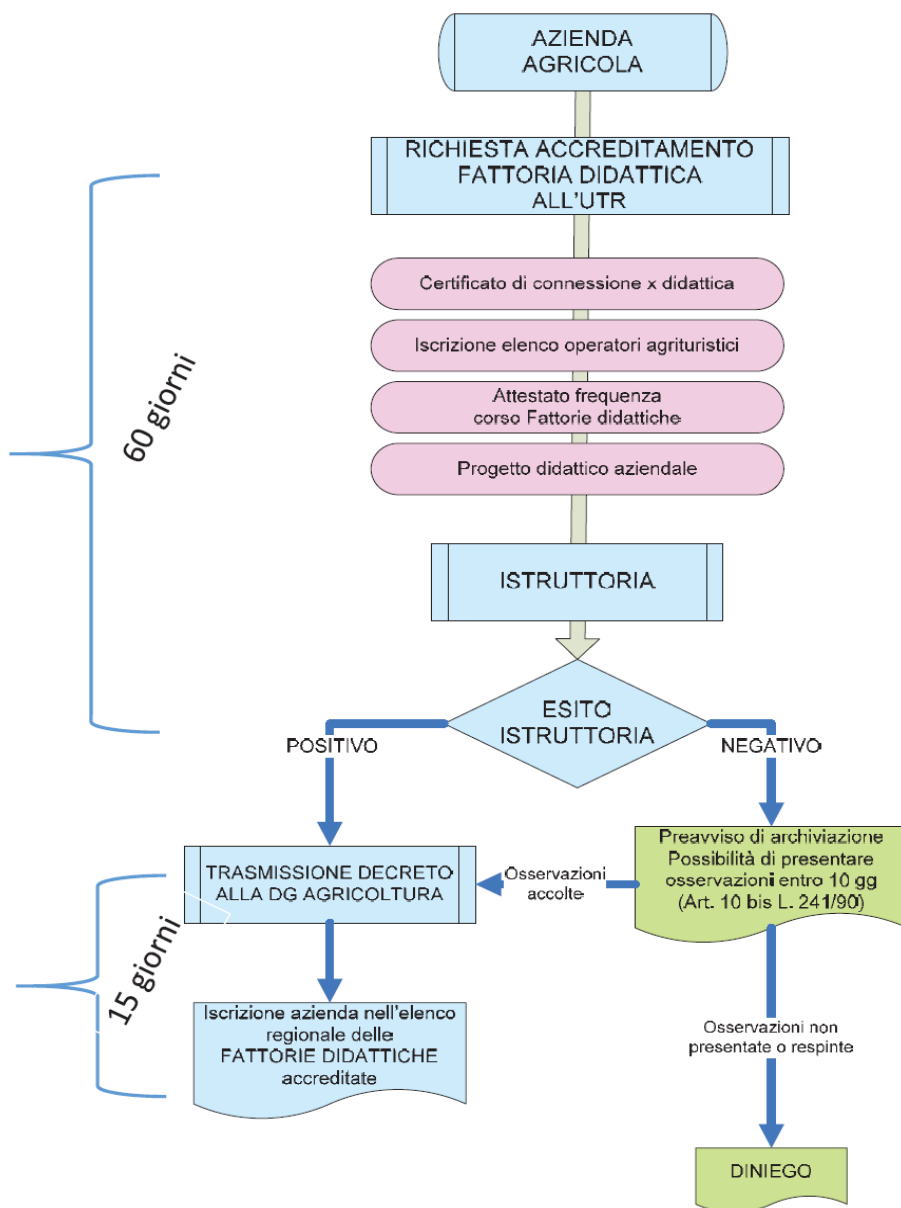 AZIENDA
AGRICOLA
RICHIESTA ACCREDITAMENTO
FATTORIA DIDATTICA
ALL'UTR
Certificato di connessione x didattica
Iscrizione elenco operatori agrituristici
Attestato frequenza
corso Fattorie didattiche
Progetto didattico aziendale
60 giorni
ISTRUTTORIA
ESITO
ISTRUTTORIA
POSITIVO
NEGATIVO
TRASMISSIONE DECRETO
ALLA DG AGRICOLTURA
Osservazioni
accolte
Preavviso di archiviazione
Possibilità di presentare
osservazioni entro 10 gg
(Art. 10 bis L. 241/90)
15 giorni
Iscrizione azienda nell'elenco
regionale delle
FATTORIE DIDATTICHE
accreditate
Osservazioni non
presentate o respinte
DINIEGO